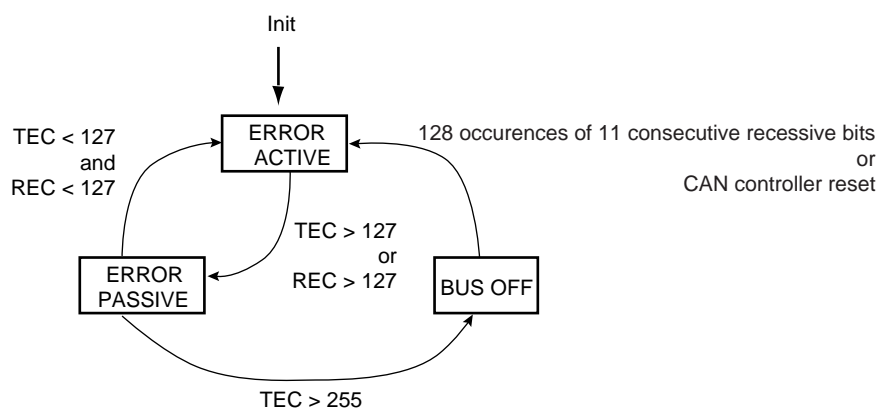 Init
ERROR
ACTIVE
TEC < 127
and
REC < 127
128 occurences of 11 consecutive recessive bits
or
CAN controller reset
TEC > 127
or
REC > 127
ERROR
PASSIVE
BUS OFF
TEC > 255